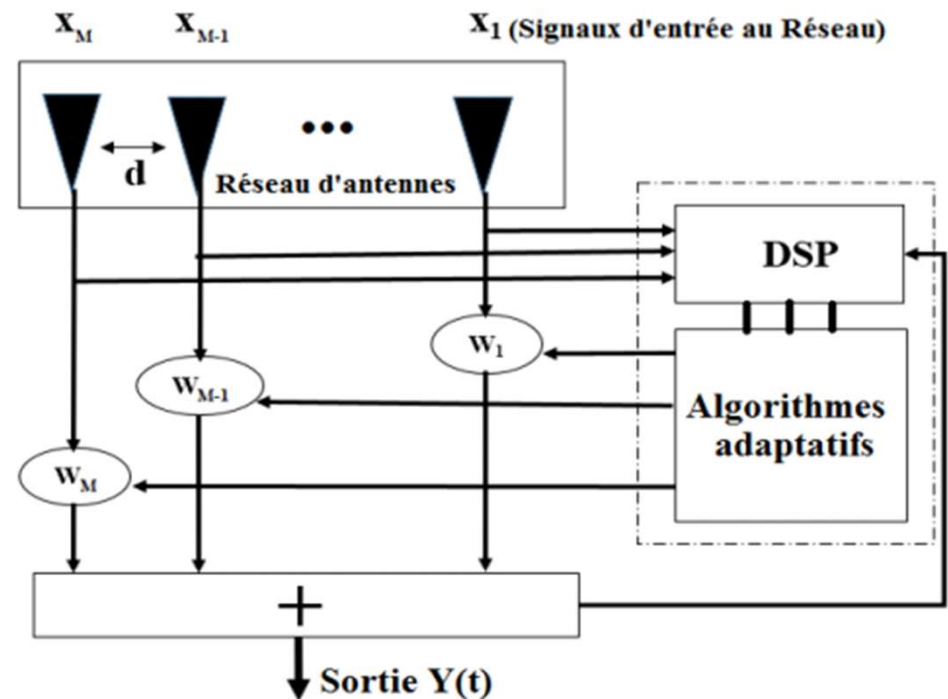 X_M X_M-1 X_1 (Signaux d'entrée au Réseau)
•••
d
Réseau d'antennes
DSP
W_1
W_M-1
Algorithmes
adaptatifs
W_M
+
Sortie Y(t)